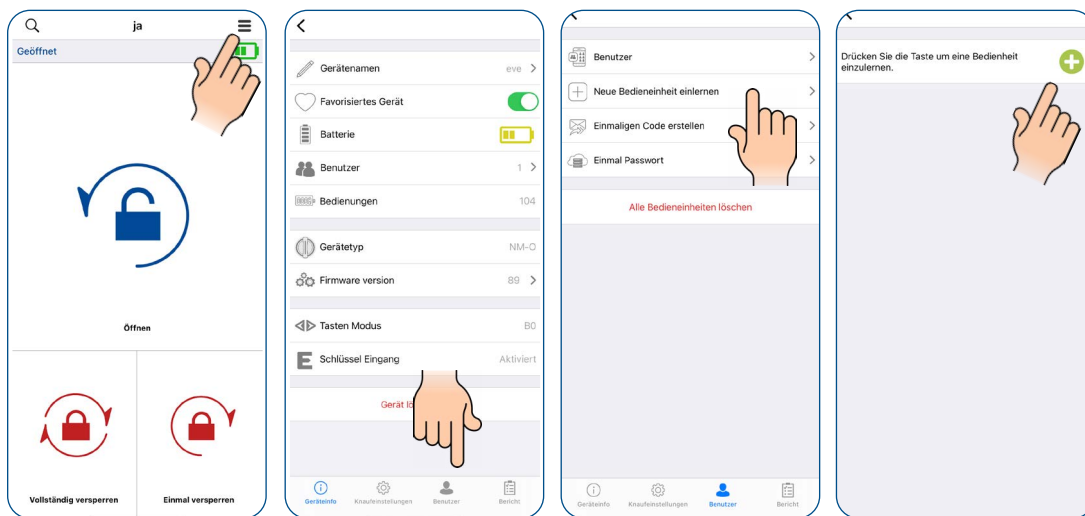 ja
Geöffnet
Öffnen
Vollständig versperren
Einmal versperren
Gerätenamen
eve
Favorisiertes Gerät
Batterie
Benutzer
1
Bedienungen
104
Gerätetyp
NM-O
Firmware version
89
Tasten Modus
B0
E
Schlüssel Eingang
Aktiviert
Gerät
Geräteinfo
Knaufeinstellungen
Benutzer
Bericht
Benutzer
Neue Bedieneinheit einlernen
Einmaligen Code erstellen
Einmal Passwort
Alle Bedieneinheiten löschen
Geräteinfo
Knaufeinstellungen
Benutzer
Bericht
Drücken Sie die Taste um eine Bedienheit
einzulernen.